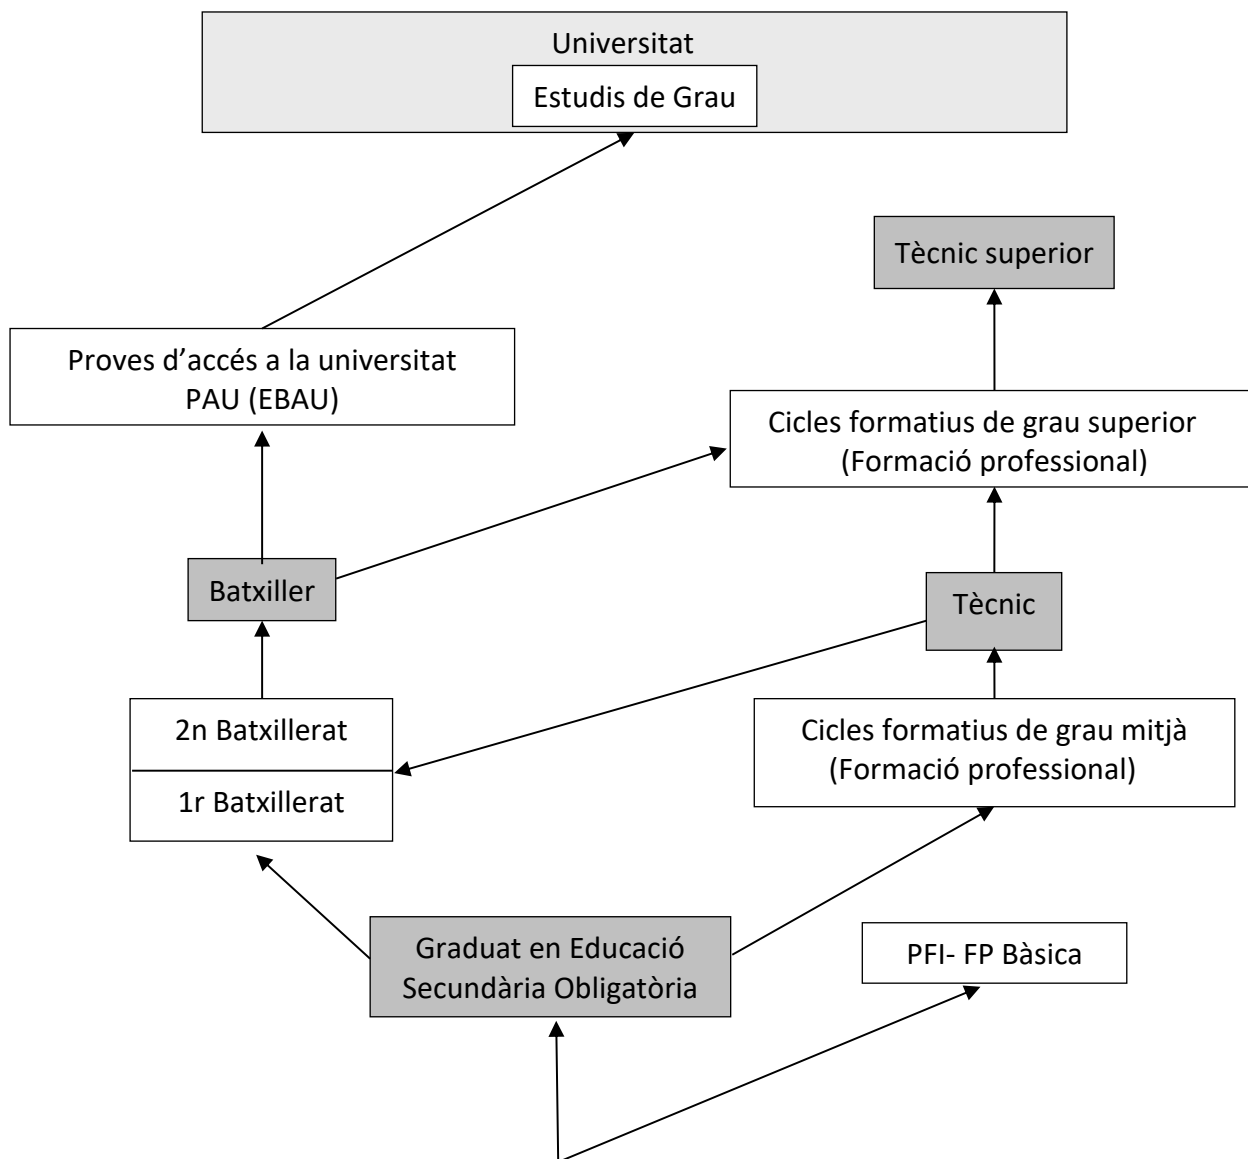 Universitat
Estudis de Grau
Tècnic superior
Proves d’accés a la universitat
PAU (EBAU)
Cicles formatius de grau superior
(Formació professional)
Batxiller
Tècnic
2n Batxillerat
1r Batxillerat
Cicles formatius de grau mitjà
(Formació professional)
Graduat en Educació
Secundària Obligatòria
PFI- FP Bàsica